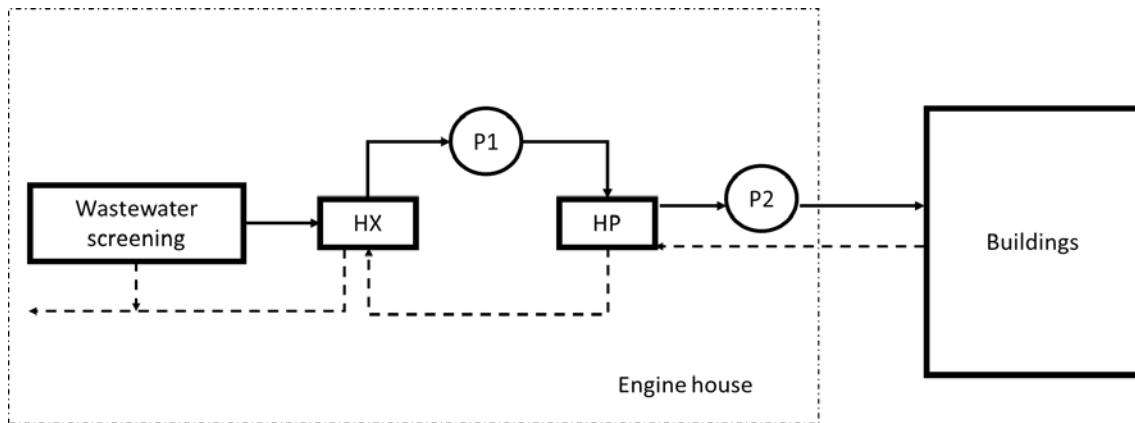 P1
P2
Wastewater
screening
HX
HP
Buildings
Engine house